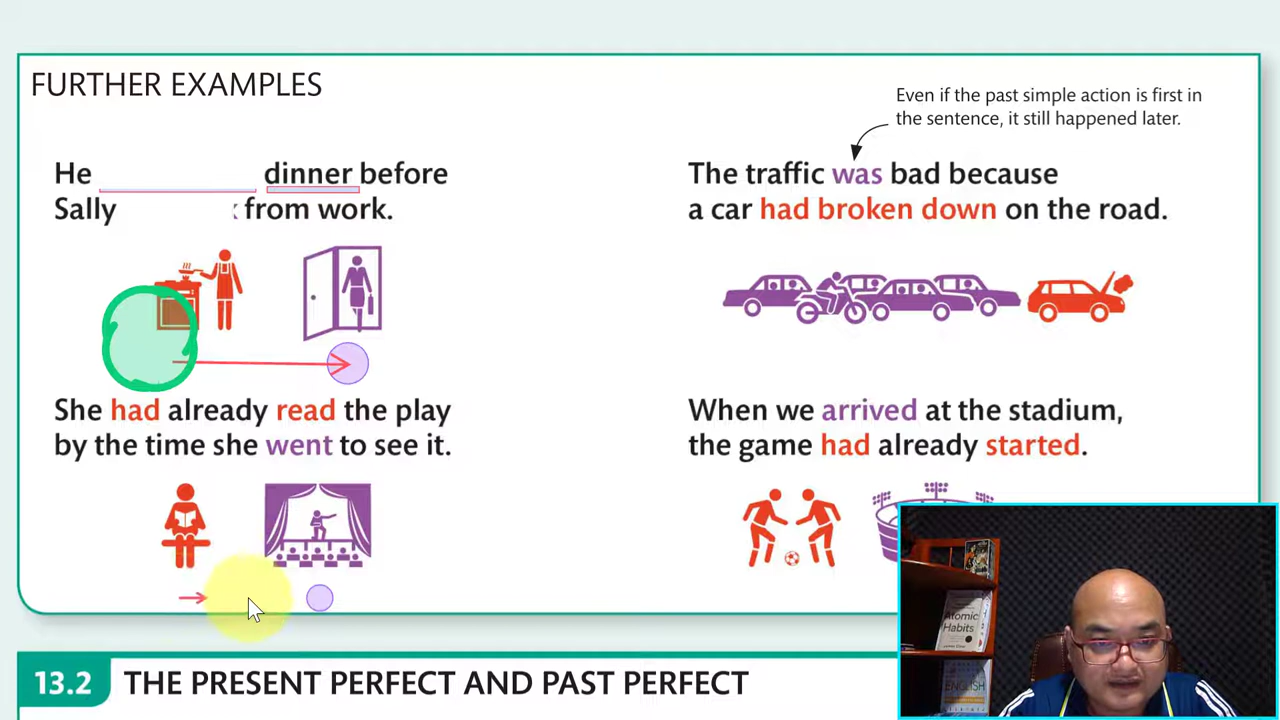 FURTHER EXAMPLES
Even if the past simple action is first in
the sentence, it still happened later.
He dinner before
Sally from work.
The traffic was bad because
a car had broken down on the road.
She had already read the play
by the time she went to see it.
When we arrived at the stadium,
the game had already started.
Atomic
Habits
ENGLISH
13.2 THE PRESENT PERFECT AND PAST PERFECT